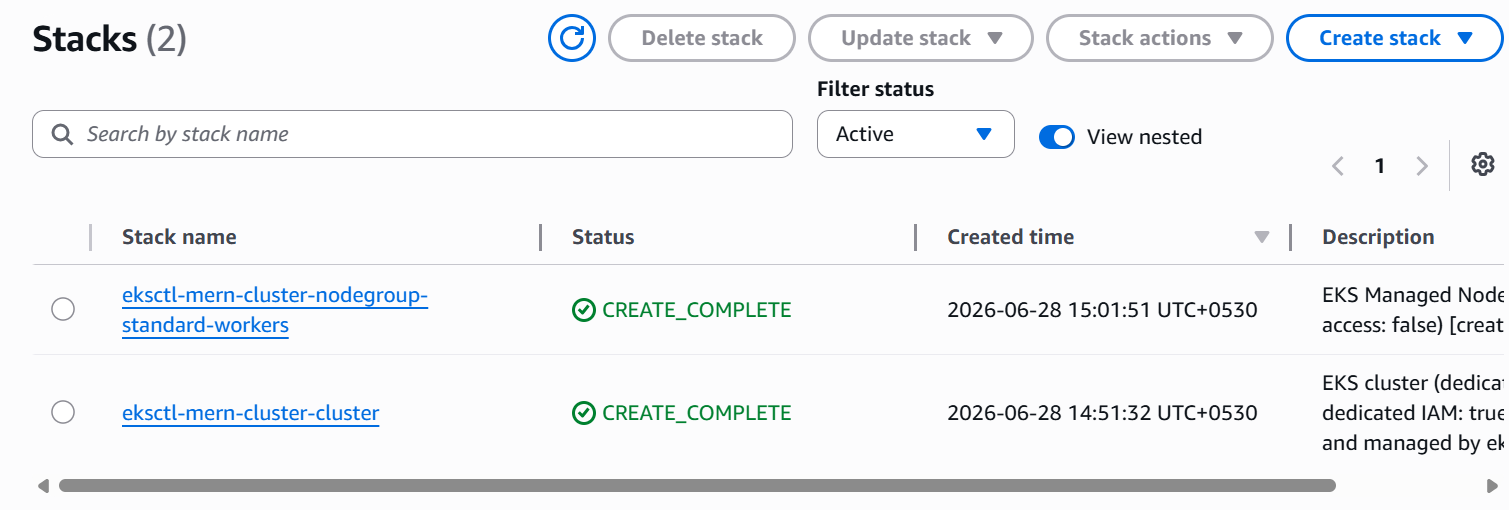 Stacks (2)
Delete stack
Update stack
Stack actions
Create stack
Filter status
Search by stack name
Active
View nested
1
Stack name
Status
Created time
Description
eksctl-mern-cluster-nodegroup-
standard-workers
CREATE_COMPLETE
2026-06-28 15:01:51 UTC+0530
EKS Managed Node
access: false) [creat
eksctl-mern-cluster-cluster
CREATE_COMPLETE
2026-06-28 14:51:32 UTC+0530
EKS cluster (dedica
dedicated IAM: true
and managed by ek